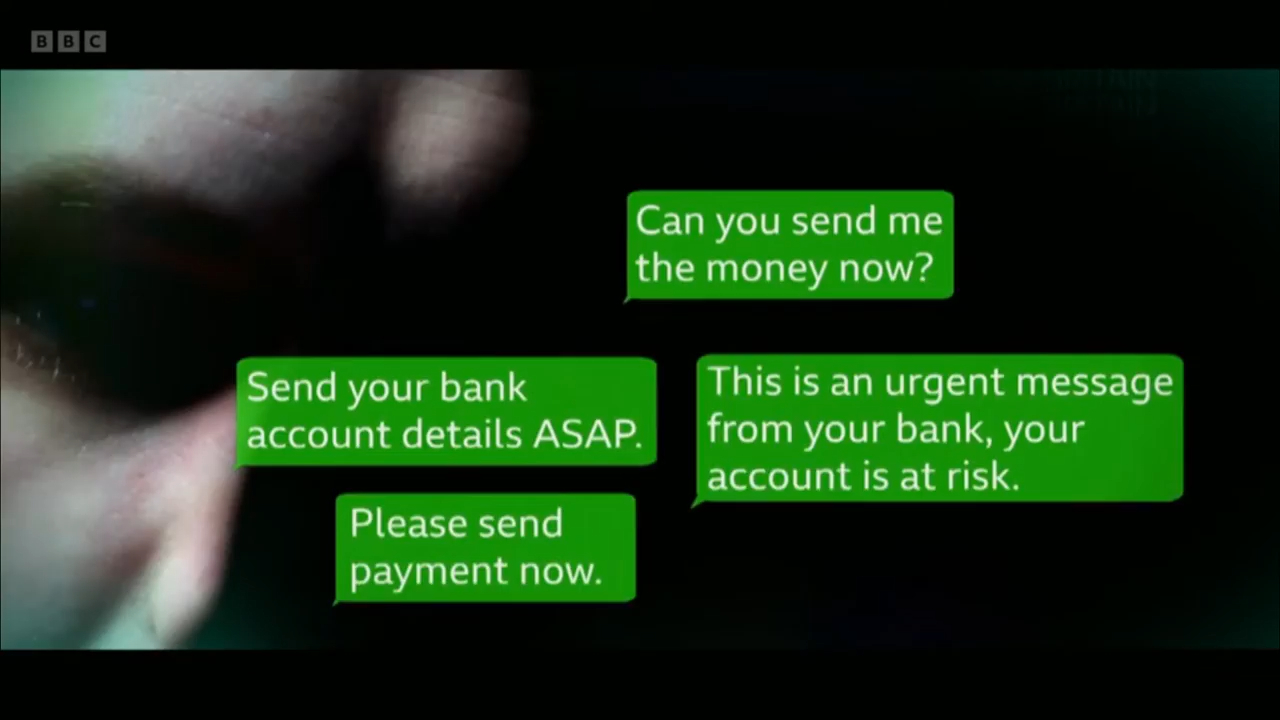 BBC
Can you send me
the money now?
Send your bank
account details ASAP.
This is an urgent message
from your bank, your
account is at risk.
Please send
payment now.